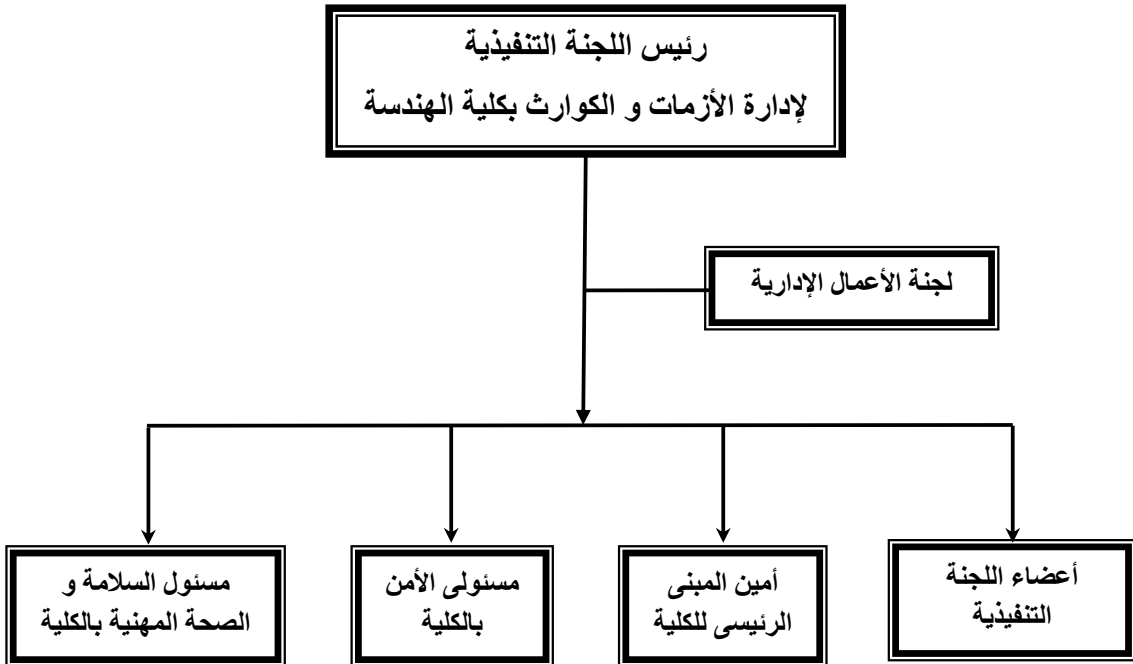 رئيس اللجنة التنفيذية
لإدارة الأزمات و الكوارث بكلية الهندسة
لجنة الأعمال الإدارية
أعضاء اللجنة
التنفيذية
أمين المبنى
الرئيسى للكلية
مسئولى الأمن
بالكلية
مسئول السلامة و
الصحة المهنية بالكلية